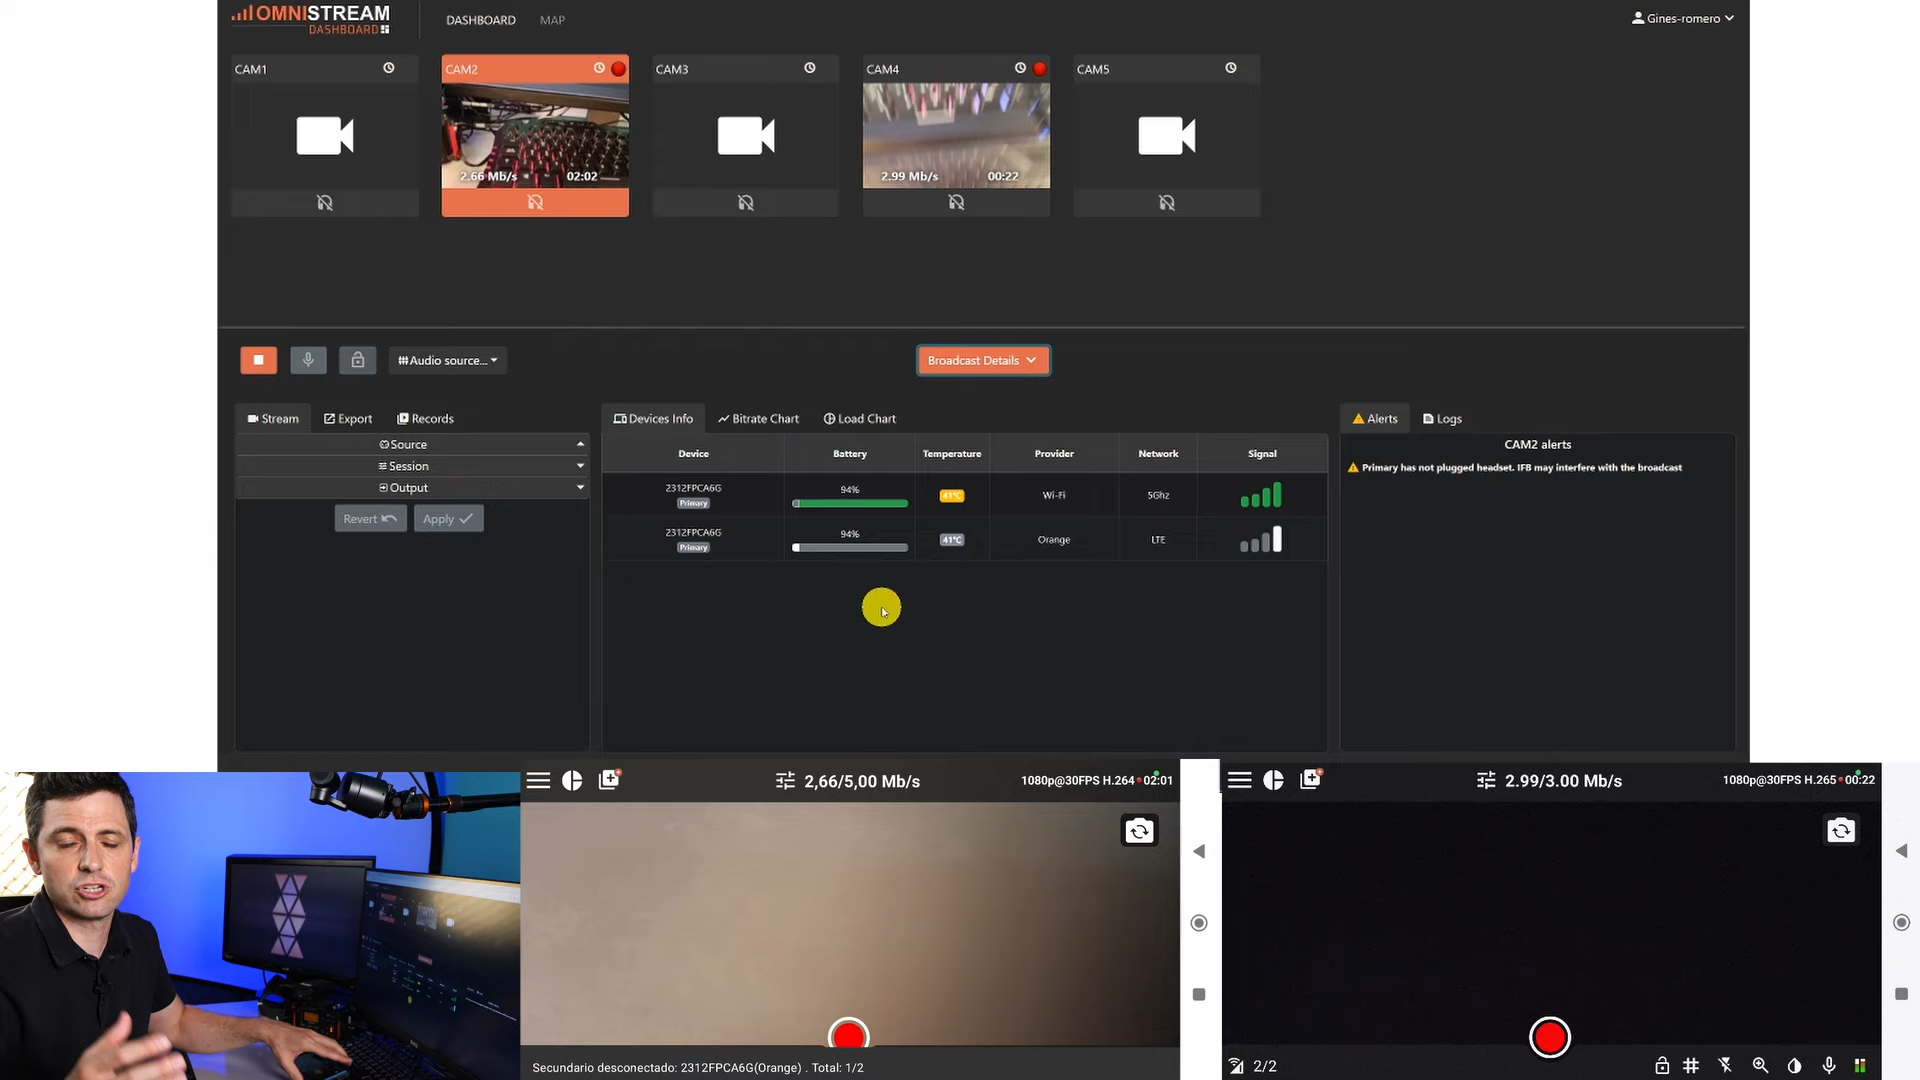 OMNISTREAM
DASHBOARD
DASHBOARD
MAP
Gines-romero
CAM1
CAM2
CAM3
CAM4
CAM5
2.66 Mb/s
02:02
2.99 Mb/s
00:22
Audio source...
Broadcast Details
Stream
Export
Records
Source
Session
Output
Revert
Apply
Devices Info
Bitrate Chart
Load Chart
Device
Battery
Temperature
Provider
Network
Signal
2312FPCA6G
Primary
94%
41°C
Wi-Fi
5Ghz
2312FPCA6G
Primary
94%
41°C
Orange
LTE
Alerts
Logs
CAM2 alerts
Primary has not plugged headset. IFB may interfere with the broadcast
2,66/5,00 Mb/s
1080p@30FPS H.264
02:01
Secundario desconectado: 2312FPCA6G(Orange) . Total: 1/2
2.99/3.00 Mb/s
1080p@30FPS H.265
00:22
2/2